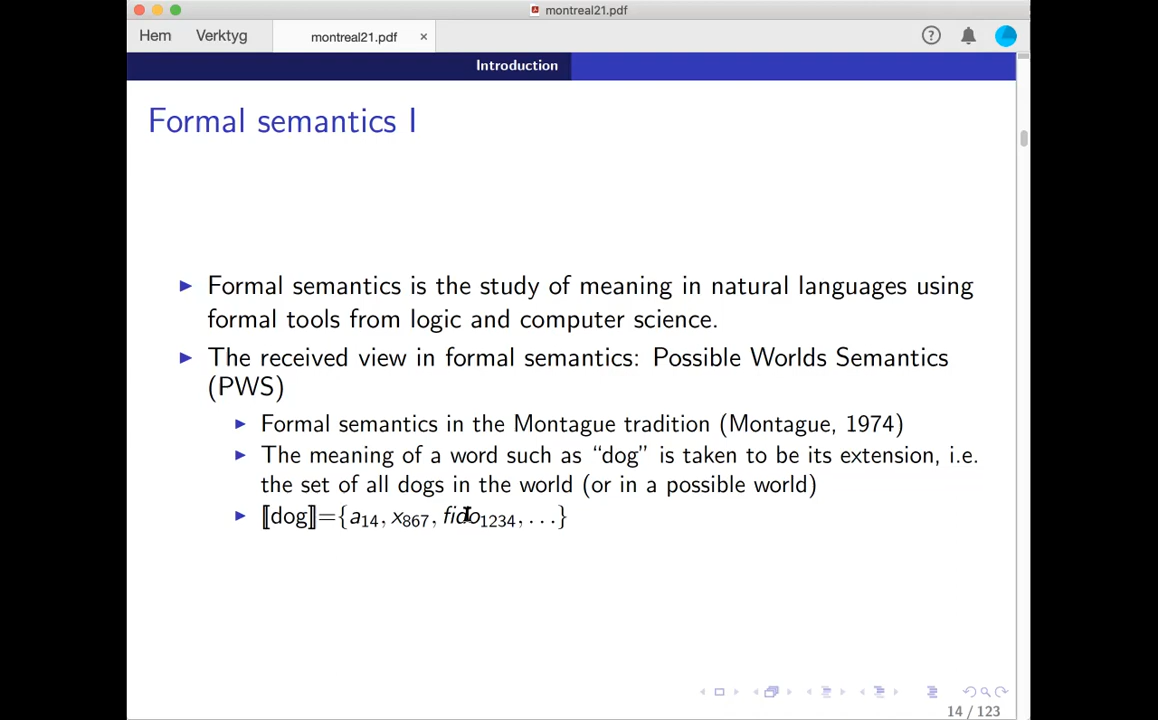 montreal21.pdf
Hem Verktyg montreal21.pdf ×
Introduction
Formal semantics I
Formal semantics is the study of meaning in natural languages using
formal tools from logic and computer science.
The received view in formal semantics: Possible Worlds Semantics
(PWS)
Formal semantics in the Montague tradition (Montague, 1974)
The meaning of a word such as “dog” is taken to be its extension, i.e.
the set of all dogs in the world (or in a possible world)
⟦dog⟧={a₁₄, x₈₆₇, fido₁₂₃₄, . . .}
14 / 123